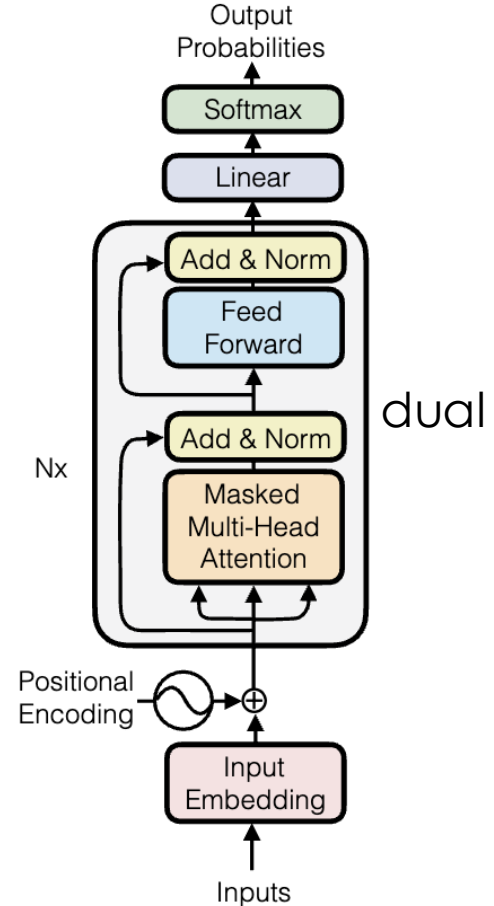 Output
Probabilities
Softmax
Linear
Add & Norm
Feed
Forward
dual
Add & Norm
Nx
Masked
Multi-Head
Attention
Positional
Encoding
Input
Embedding
Inputs